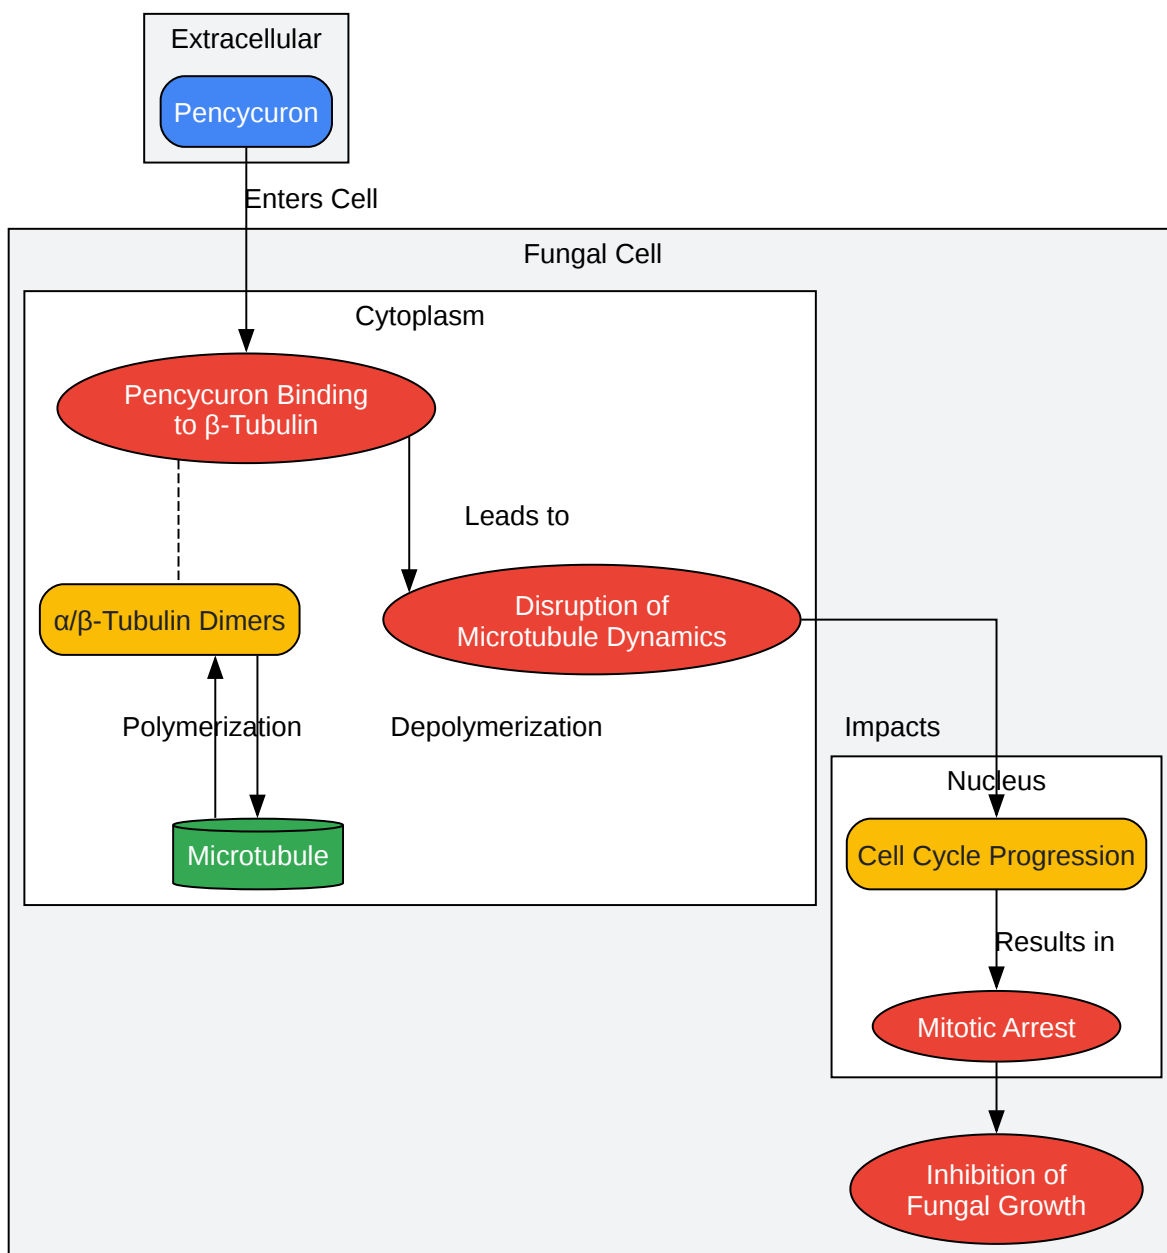 Extracellular
Pencycuron
Enters Cell
Fungal Cell
Cytoplasm
Pencycuron Binding
to β-Tubulin
Leads to
α/β-Tubulin Dimers
Disruption of
Microtubule Dynamics
Polymerization
Depolymerization
Impacts
Nucleus
Microtubule
Cell Cycle Progression
Results in
Mitotic Arrest
Inhibition of
Fungal Growth